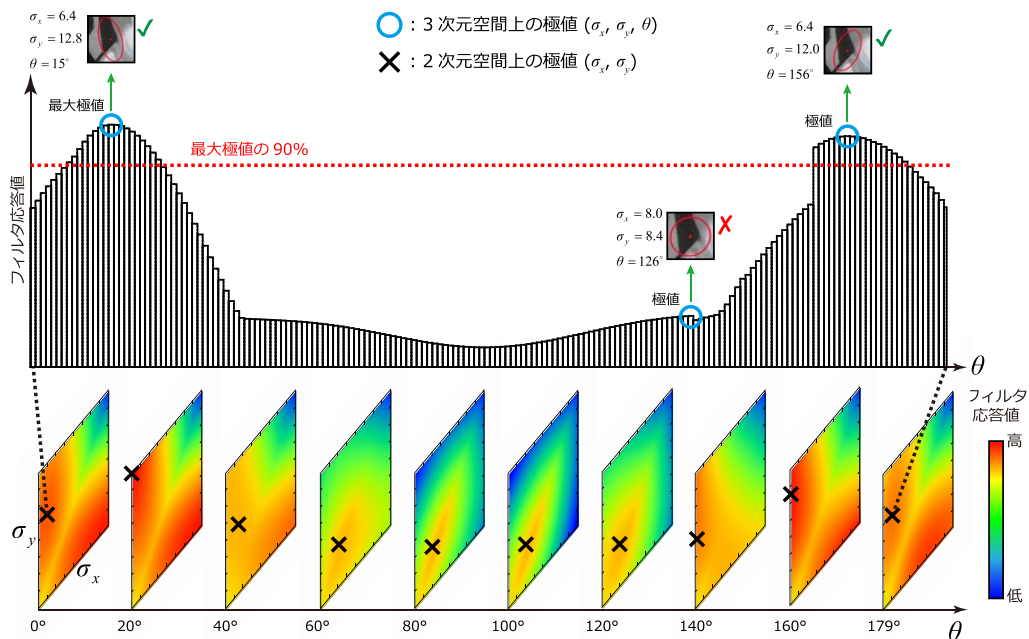 σx = 6.4
σy = 12.8
θ = 15°
○ : 3 次元空間上の極値 (σx, σy, θ)
× : 2 次元空間上の極値 (σx, σy)
σx = 6.4
σy = 12.0
θ = 156°
最大極値
極値
最大極値の 90%
フィルタ応答値
σx = 8.0
σy = 8.4
θ = 126°
極値
θ
フィルタ
応答値
高
低
σy
σx
0° 20° 40° 60° 80° 100° 120° 140° 160° 179°
θ